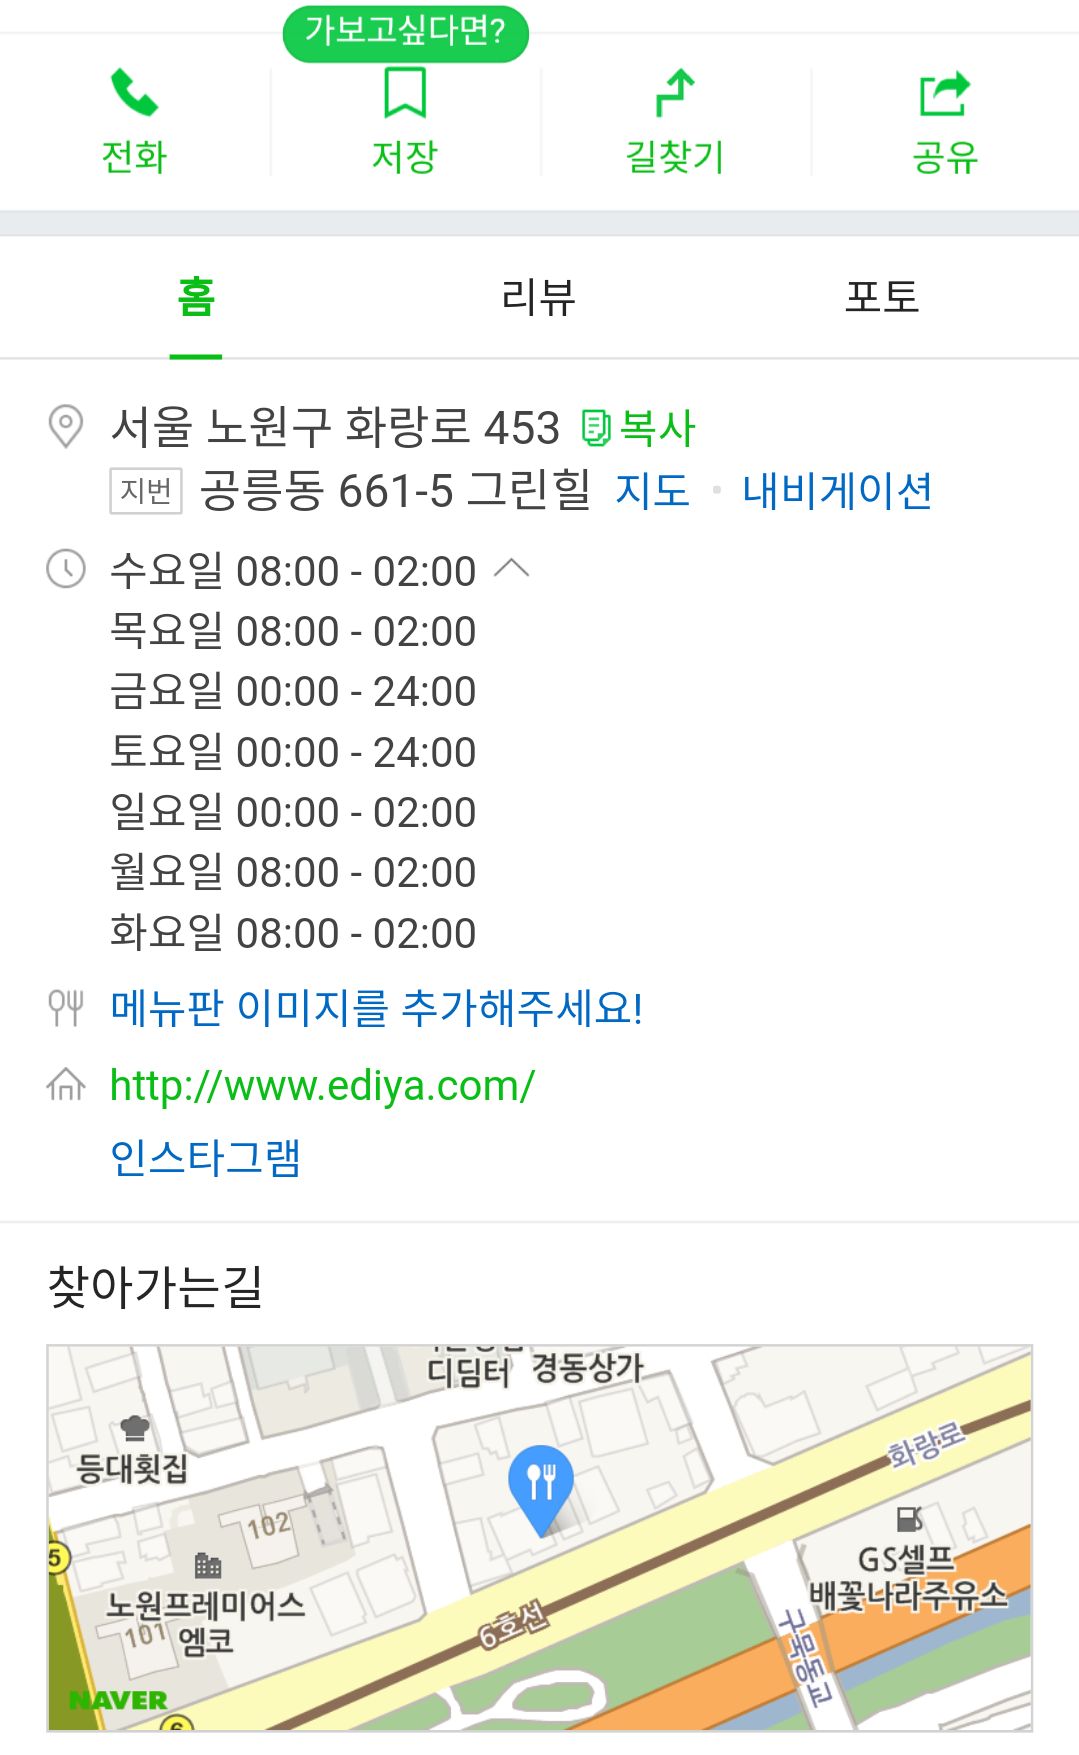 가보고싶다면?
전화
저장
길찾기
공유
홈
리뷰
포토
서울 노원구 화랑로 453 복사
지번 공릉동 661-5 그린힐 지도 · 내비게이션
수요일 08:00 - 02:00
목요일 08:00 - 02:00
금요일 00:00 - 24:00
토요일 00:00 - 24:00
일요일 00:00 - 02:00
월요일 08:00 - 02:00
화요일 08:00 - 02:00
메뉴판 이미지를 추가해주세요!
http://www.ediya.com/
인스타그램
찾아가는길
디딤터
경동상가
화랑로
등대횟집
102
5
GS셀프
배꽃나라주유소
노원프레미어스
엠코
101
6호선
구묵동교
NAVER
6